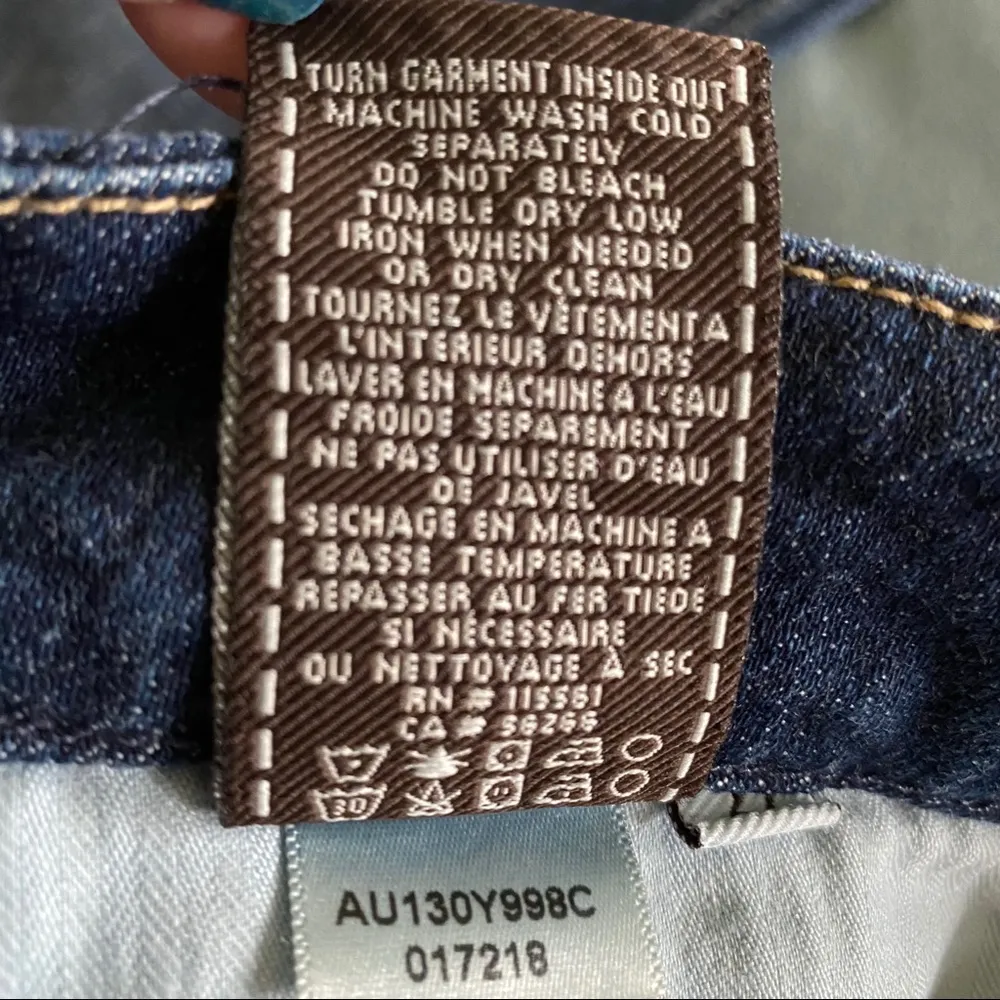 TURN GARMENT INSIDE OUT
MACHINE WASH COLD
SEPARATELY
DO NOT BLEACH
TUMBLE DRY LOW
IRON WHEN NEEDED
OR DRY CLEAN
TOURNEZ LE VÊTEMENT A
L'INTERIEUR DEHORS
LAVER EN MACHINE A L'EAU
FROIDE SEPAREMENT
NE PAS UTILISER D'EAU
DE JAVEL
SECHAGE EN MACHINE A
BASSE TEMPERATURE
REPASSER AU FER TIEDE
SI NÉCESSAIRE
OU NETTOYAGE À SEC
RN # 115561
CA # 56266
30
AU130Y998C
017218